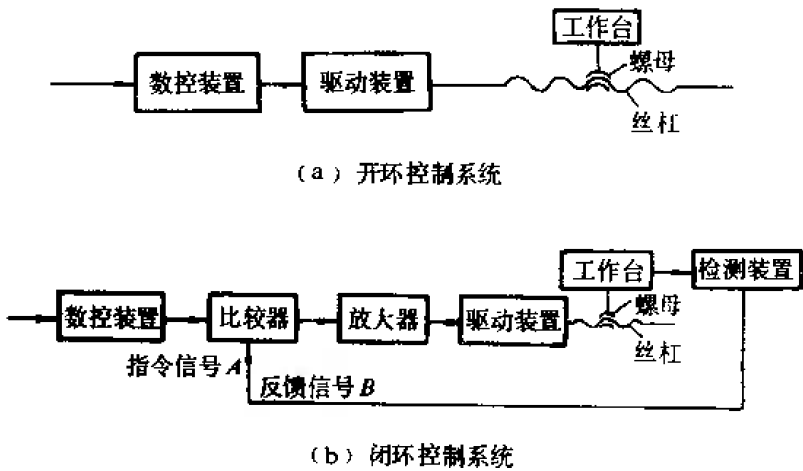 工作台
数控装置
驱动装置
螺母
丝杠
(a) 开环控制系统
工作台
检测装置
数控装置
比较器
放大器
驱动装置
螺母
丝杠
指令信号A
反馈信号B
(b) 闭环控制系统